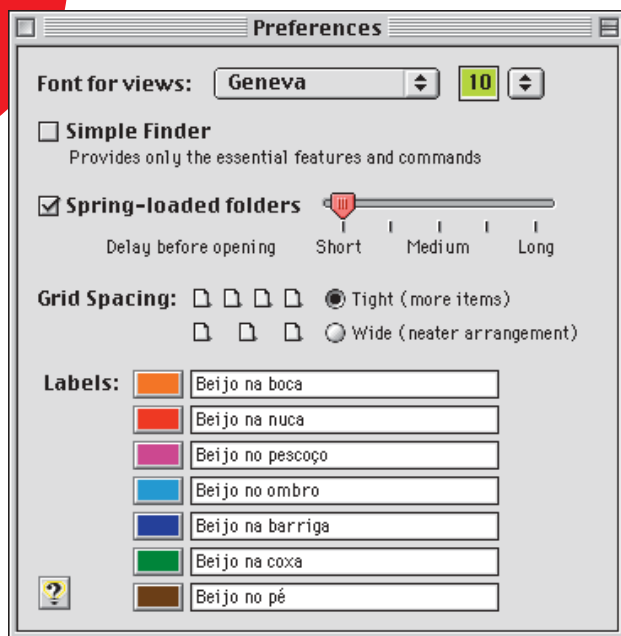 Preferences
Font for views: Geneva 10
Simple Finder
Provides only the essential features and commands
Spring-loaded folders
Delay before opening Short Medium Long
Grid Spacing: Tight (more items)
Wide (neater arrangement)
Labels: Beijo na boca
Beijo na nuca
Beijo no pescoço
Beijo no ombro
Beijo na barriga
Beijo na coxa
Beijo no pé
?